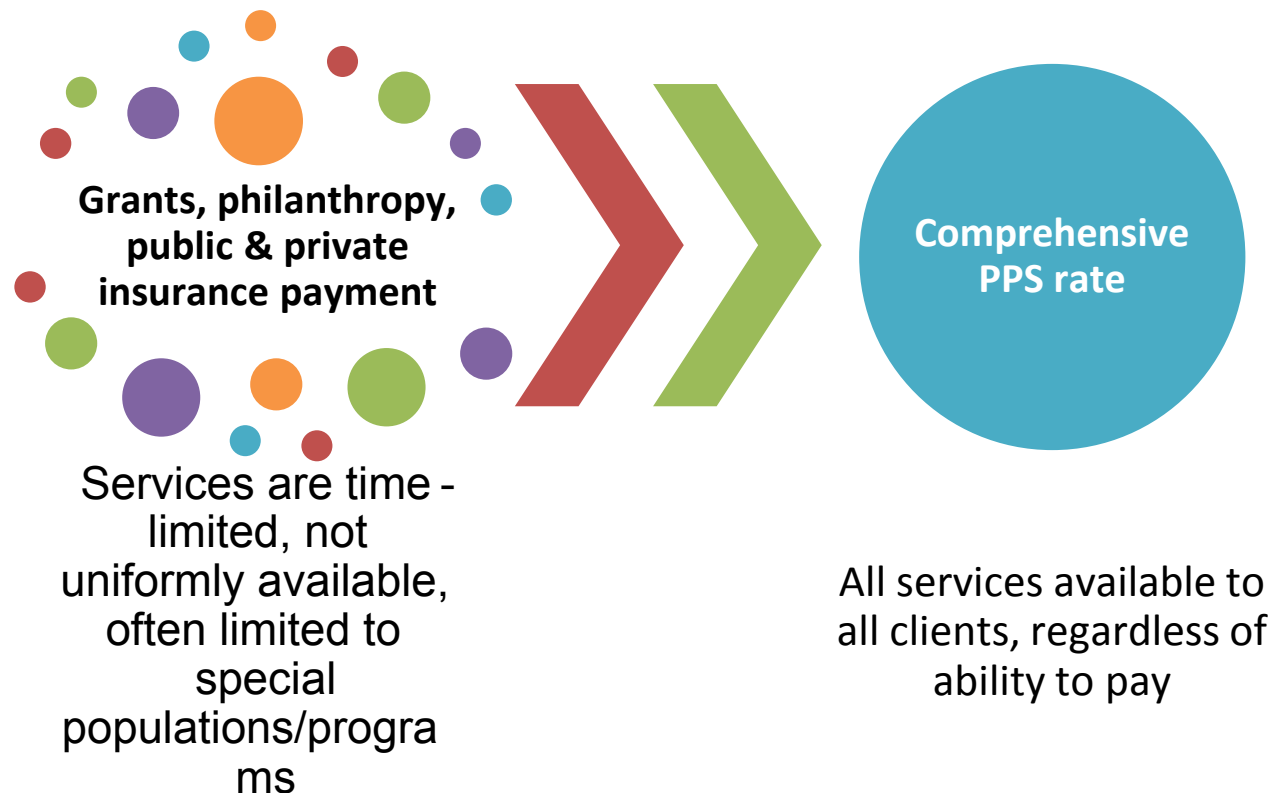 Grants, philanthropy,
public & private
insurance payment
Services are time -
limited, not
uniformly available,
often limited to
special
populations/progra
ms
Comprehensive
PPS rate
All services available to
all clients, regardless of
ability to pay